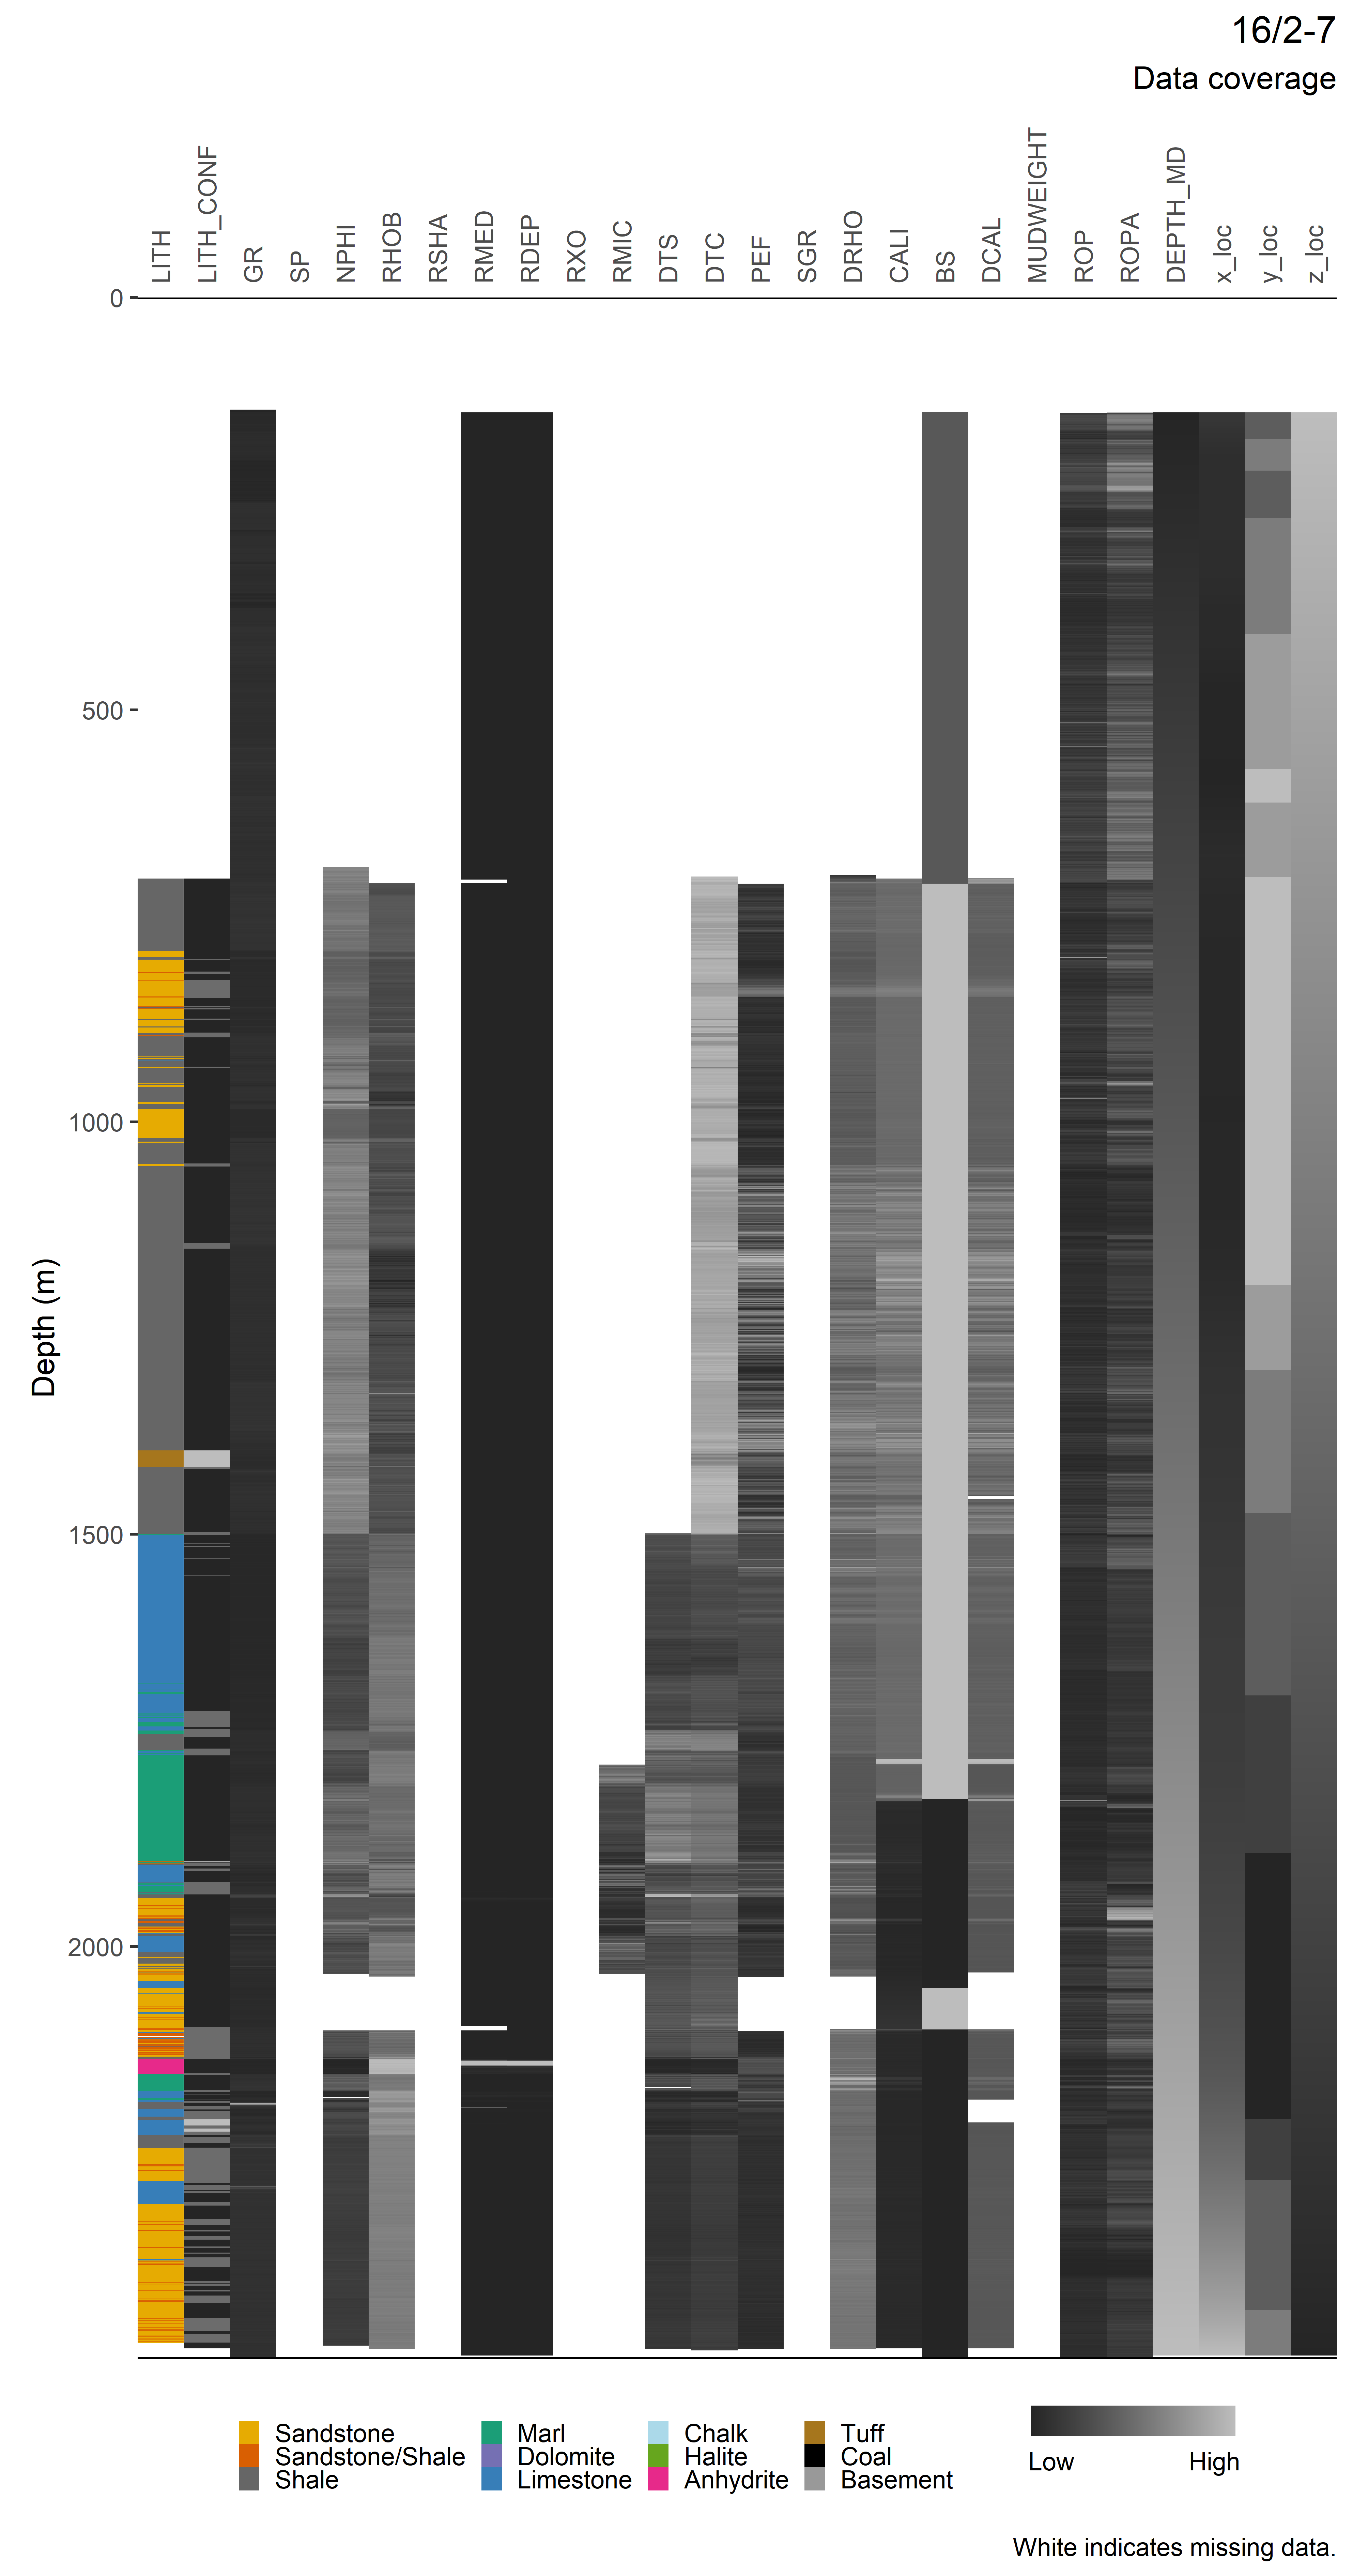 16/2-7
Data coverage
LITH
LITH_CONF
GR
SP
NPHI
RHOB
RSHA
RMED
RDEP
RXO
RMIC
DTS
DTC
PEF
SGR
DRHO
CALI
BS
DCAL
MUDWEIGHT
ROP
ROPA
DEPTH_MD
x_loc
y_loc
z_loc
0
500
1000
1500
2000
Depth (m)
Sandstone
Sandstone/Shale
Shale
Marl
Dolomite
Limestone
Chalk
Halite
Anhydrite
Tuff
Coal
Basement
Low High
White indicates missing data.